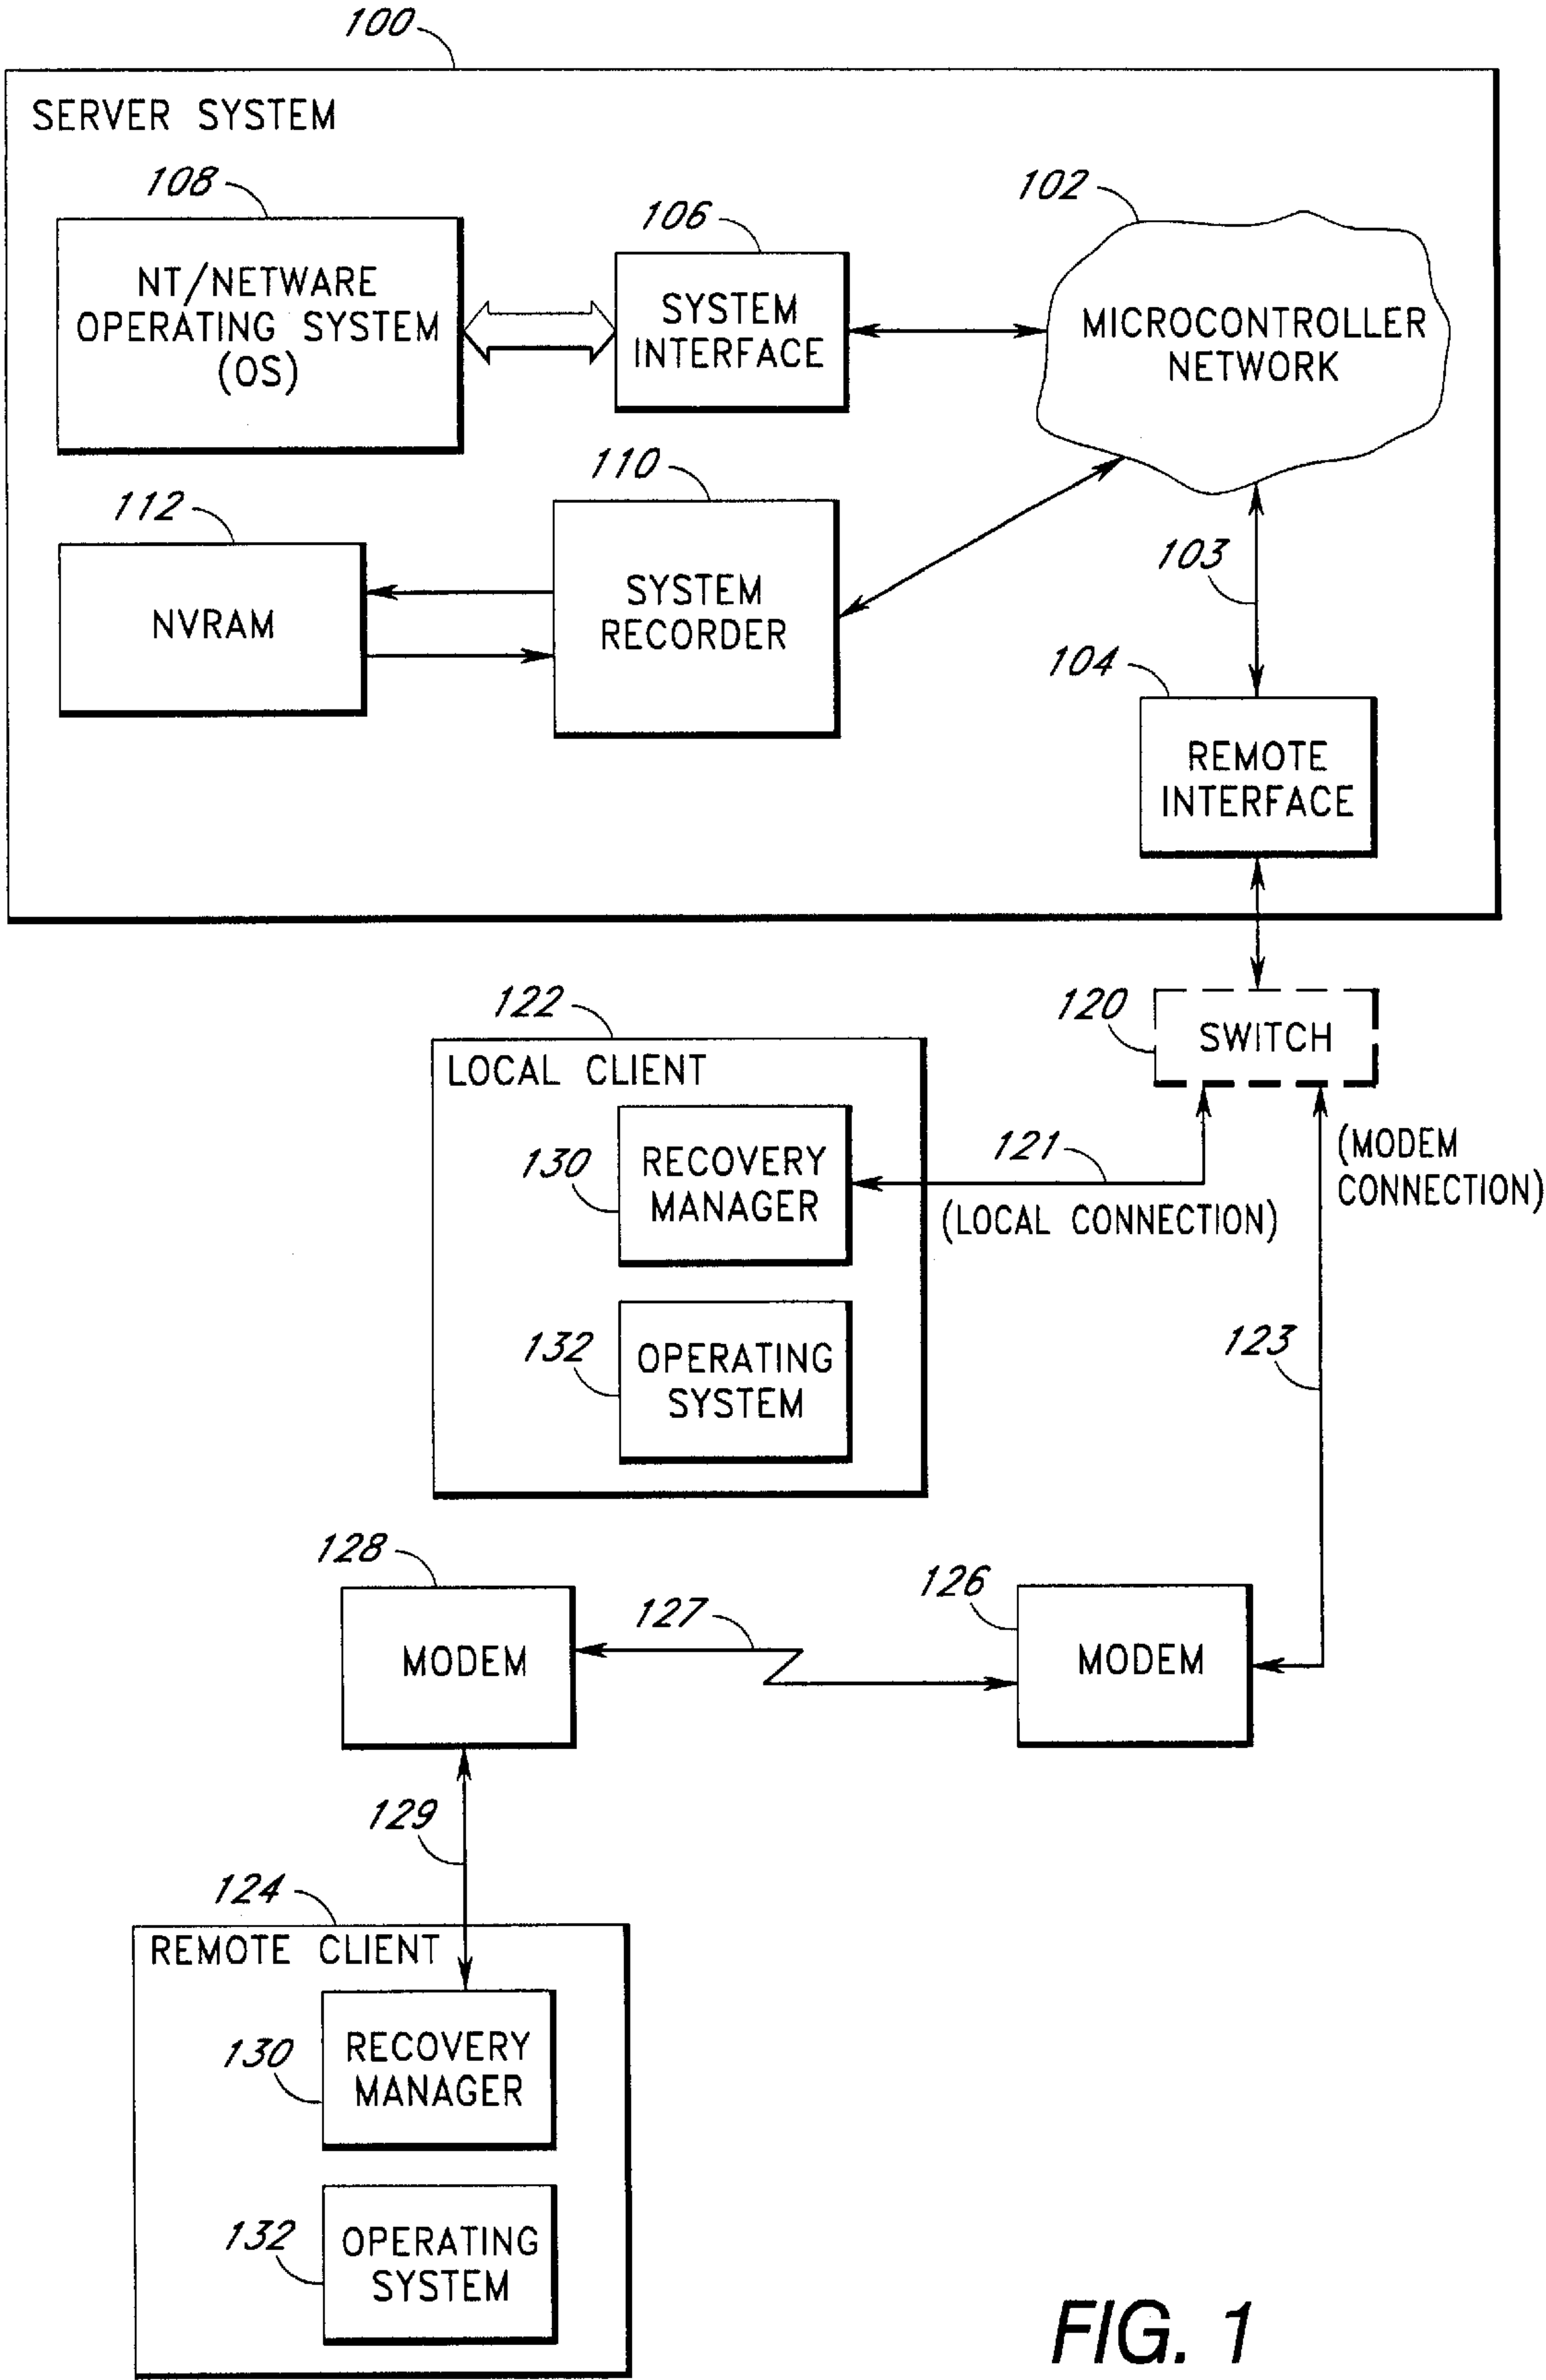 100
SERVER SYSTEM
108
NT/NETWARE
OPERATING SYSTEM
(OS)
106
SYSTEM
INTERFACE
102
MICROCONTROLLER
NETWORK
112
NVRAM
110
SYSTEM
RECORDER
103
104
REMOTE
INTERFACE
120
SWITCH
122
LOCAL CLIENT
130
RECOVERY
MANAGER
121
(LOCAL CONNECTION)
(MODEM
CONNECTION)
132
OPERATING
SYSTEM
123
128
MODEM
127
126
MODEM
129
124
REMOTE CLIENT
130
RECOVERY
MANAGER
132
OPERATING
SYSTEM
FIG. 1